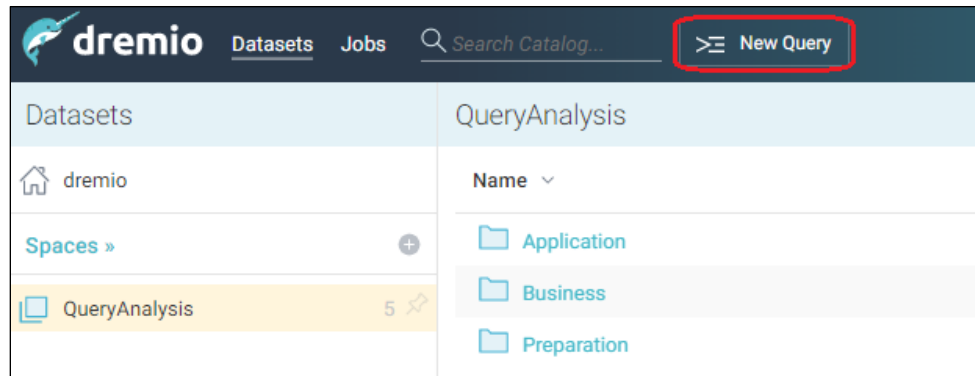 dremio Datasets Jobs Search Catalog... New Query
Datasets
QueryAnalysis
dremio
Name
Spaces »
Application
Business
QueryAnalysis 5
Preparation